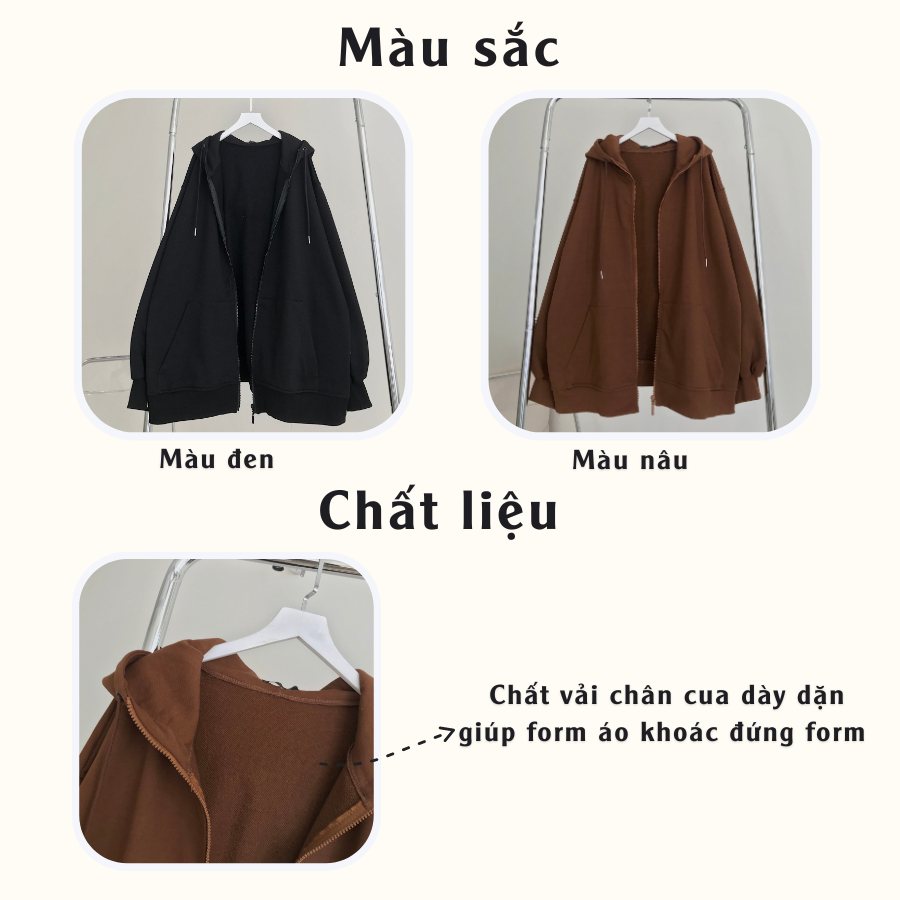 Màu sắc
Màu đen
Màu nâu
Chất liệu
Chất vải chân cua dày dặn
giúp form áo khoác đứng form